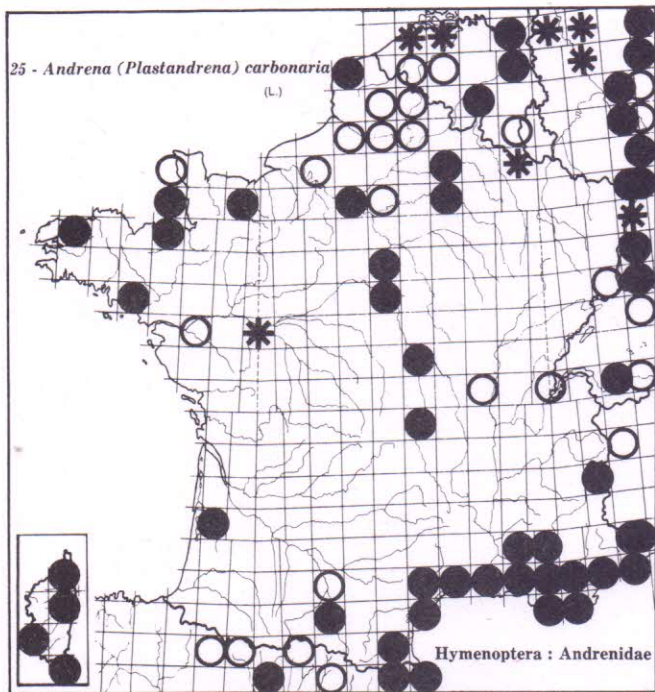 25 - Andrena (Plastandrena) carbonaria
(L.)
Hymenoptera : Andrenidae